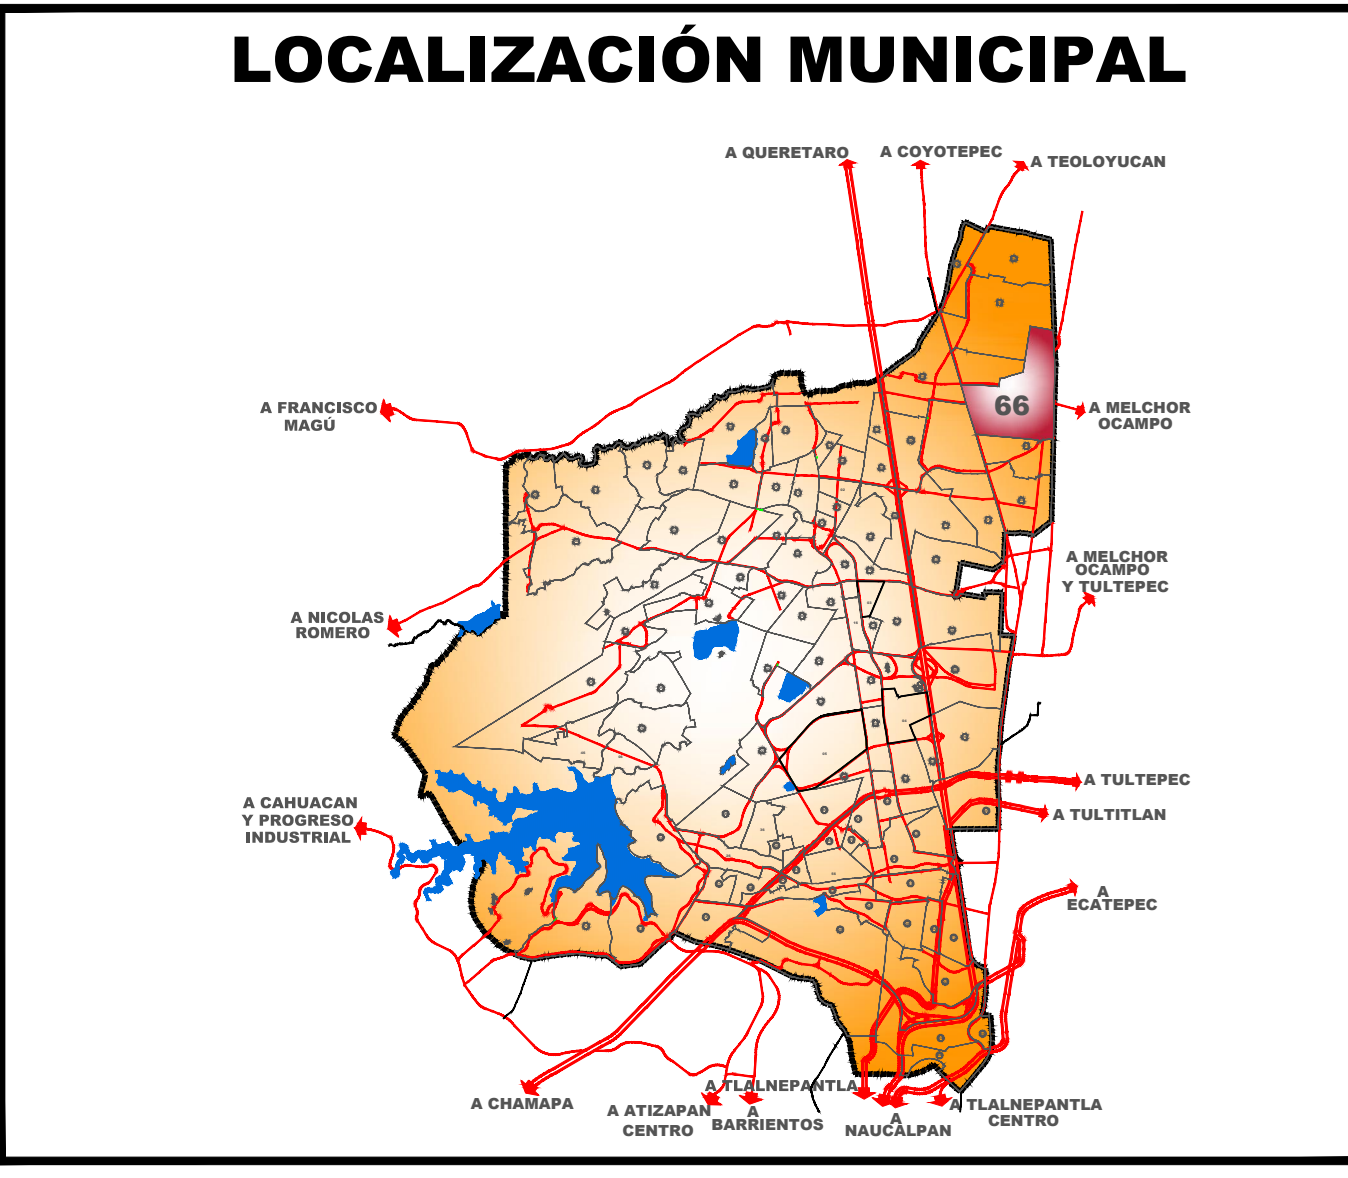 LOCALIZACIÓN MUNICIPAL
A QUERETARO
A COYOTEPEC
A TEOLOYUCAN
A FRANCISCO
MAGÚ
66
A MELCHOR
OCAMPO
A MELCHOR
OCAMPO
Y TULTEPEC
A NICOLAS
ROMERO
A TULTEPEC
A TULTITLAN
A CAHUACAN
Y PROGRESO
INDUSTRIAL
A
ECATEPEC
A CHAMAPA
A ATIZAPAN
CENTRO
A TLALNEPANTLA
A
BARRIENTOS
A
NAUCALPAN
A TLALNEPANTLA
CENTRO